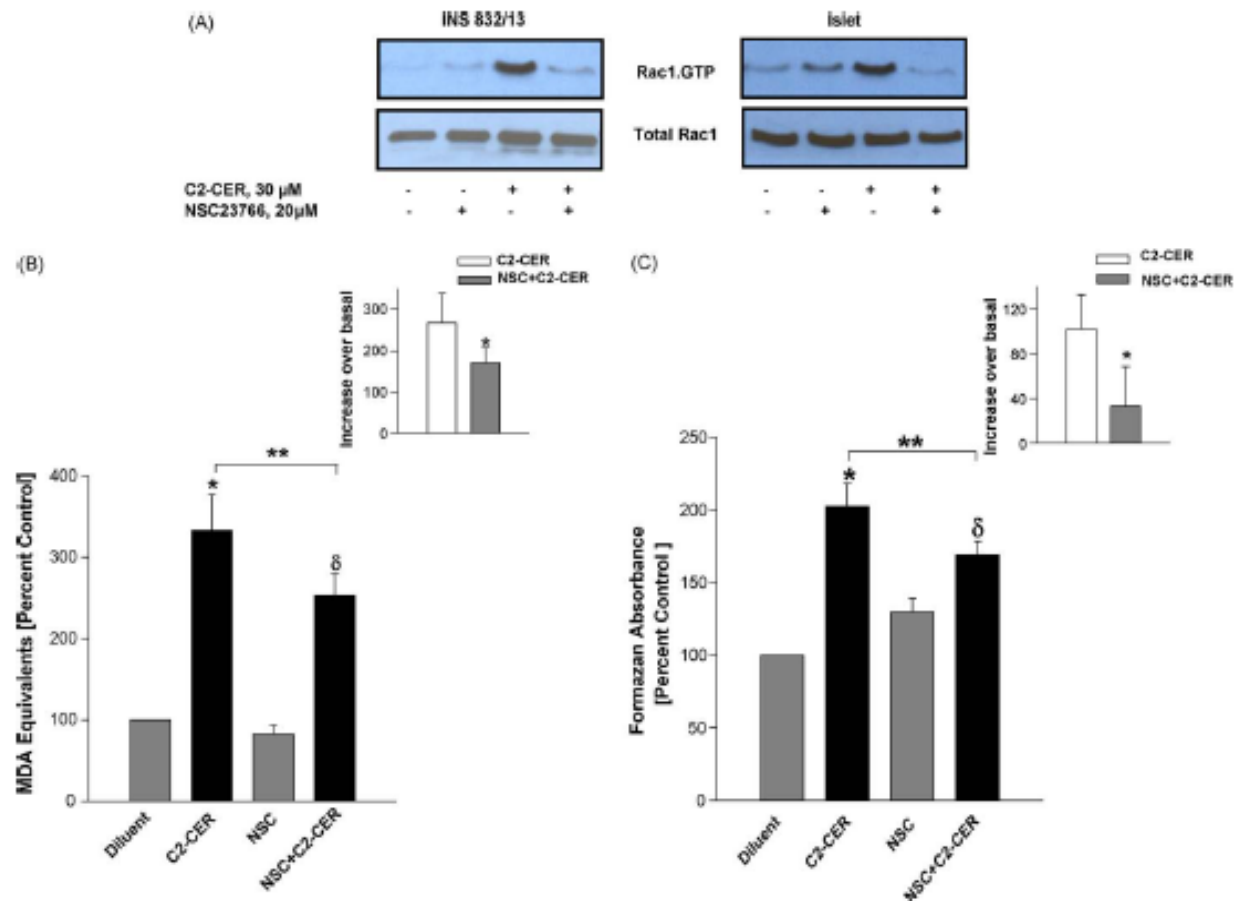 (A)
INS 832/13
islet
Rac1.GTP
Total Rac1
C2-CER, 30 µM - - + +
- - + +
NSC23766, 20µM - + - +
- + - +
(B)
C2-CER
NSC+C2-CER
Increase over basal
300
200
100
0
*
MDA Equivalents [Percent Control]
400
300
200
100
0
*
**
δ
Diluent
C2-CER
NSC
NSC+C2-CER
(C)
C2-CER
NSC+C2-CER
Increase over basal
120
80
40
0
*
Formazan Absorbance
[Percent Control ]
250
200
150
100
50
0
*
**
δ
Diluent
C2-CER
NSC
NSC+C2-CER